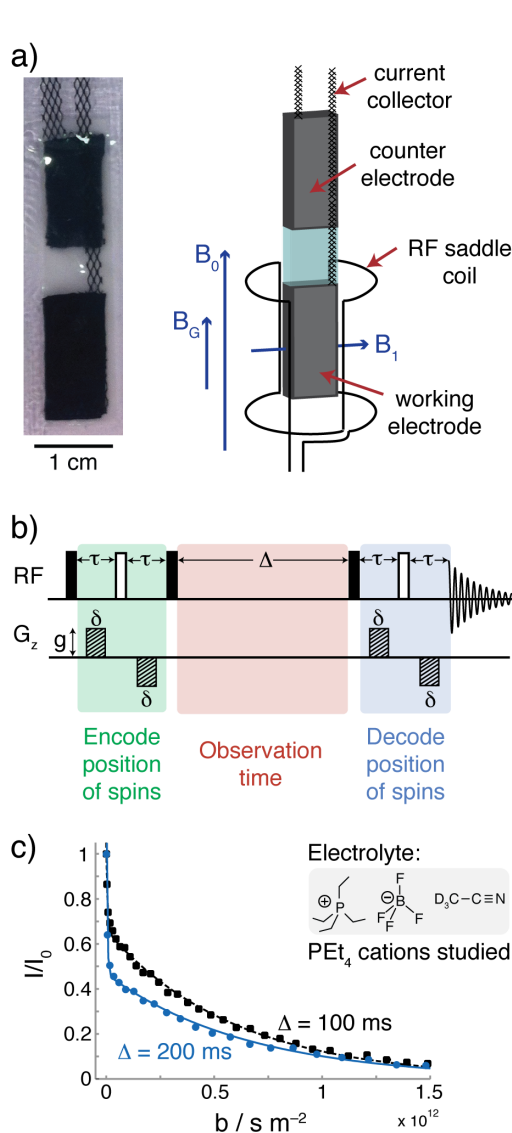 a)
current
collector
counter
electrode
B0
RF saddle
coil
BG
B1
working
electrode
1 cm
b)
RF
τ
τ
Δ
τ
τ
Gz
g
δ
δ
δ
δ
Encode
position
of spins
Observation
time
Decode
position
of spins
c)
I/I0
1
0.8
0.6
0.4
0.2
0
0
0.5
1
1.5
x 10^12
b / s m–2
Δ = 100 ms
Δ = 200 ms
Electrolyte:
⊕
P
⊖
F
B
F
F
F
D3C–C≡N
PEt4 cations studied